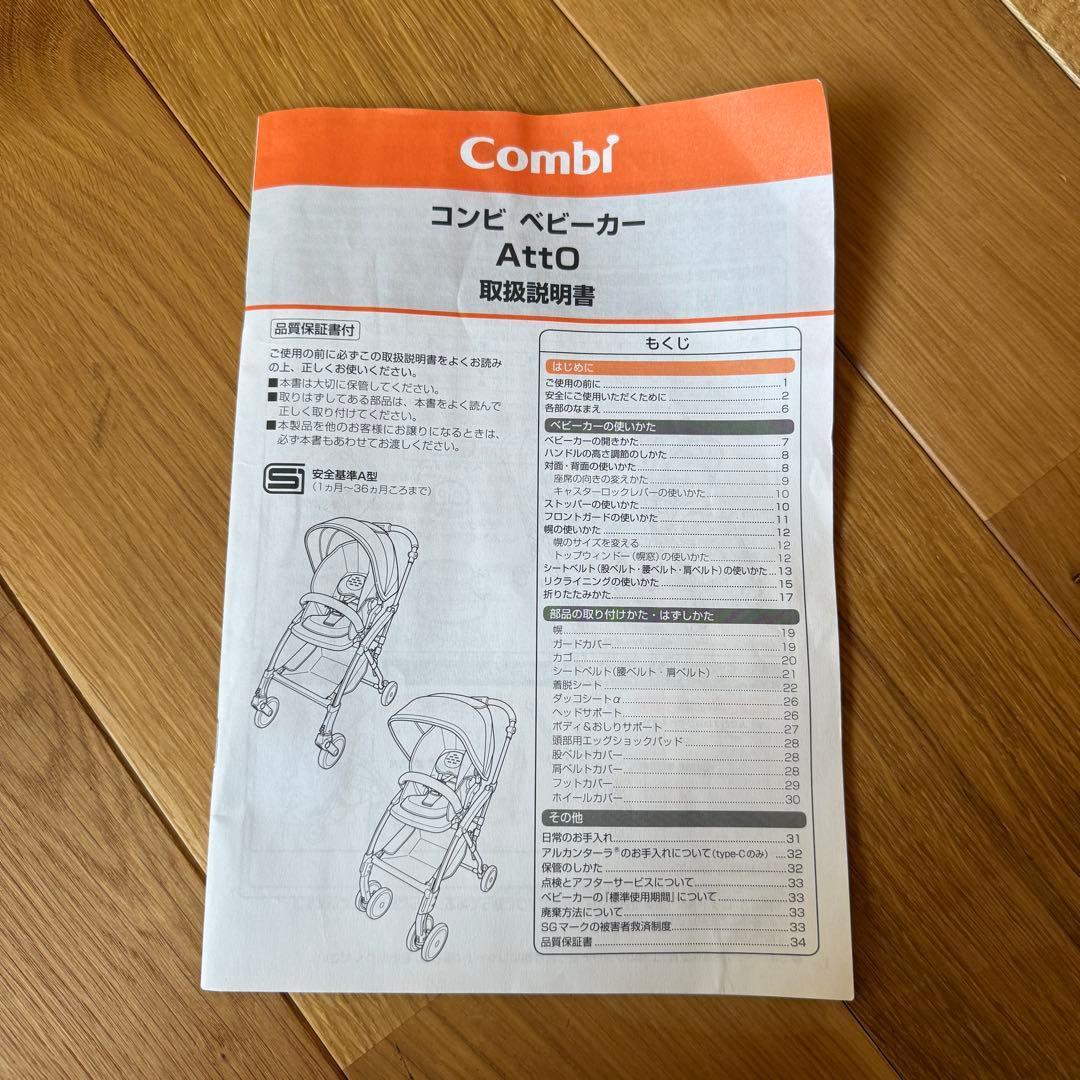 Combi
コンビ ベビーカー
AttO
取扱説明書
品質保証書付
ご使用の前に必ずこの取扱説明書をよくお読み
の上、正しくお使いください。
■本書は大切に保管してください。
■取りはずしてある部品は、本書をよく読んで
正しく取り付けてください。
■本製品を他のお客様にお譲りになるときは、
必ず本書もあわせてお渡しください。
安全基準A型
(1ヵ月〜36ヵ月ころまで)
もくじ
はじめに
ご使用の前に 1
安全にご使用いただくために 2
各部のなまえ 6
ベビーカーの使いかた
ベビーカーの開きかた 7
ハンドルの高さ調節のしかた 8
対面・背面の使いかた 8
座席の向きの変えかた 9
キャスターロックレバーの使いかた 10
ストッパーの使いかた 10
フロントガードの使いかた 11
幌の使いかた 12
幌のサイズを変える 12
トップウィンドー(幌窓)の使いかた 12
シートベルト(股ベルト・腰ベルト・肩ベルト)の使いかた 13
リクライニングの使いかた 15
折りたたみかた 17
部品の取り付けかた・はずしかた
幌 19
ガードカバー 19
カゴ 20
シートベルト(腰ベルト・肩ベルト) 21
着脱シート 22
ダッコシートα 26
ヘッドサポート 26
ボディ&おしりサポート 27
頭部用エッグショックパッド 28
股ベルトカバー 28
肩ベルトカバー 28
フットカバー 29
ホイールカバー 30
その他
日常のお手入れ 31
アルカンターラ®のお手入れについて(type-Cのみ) 32
保管のしかた 32
点検とアフターサービスについて 33
ベビーカーの「標準使用期間」について 33
廃棄方法について 33
SGマークの被害者救済制度 33
品質保証書 34